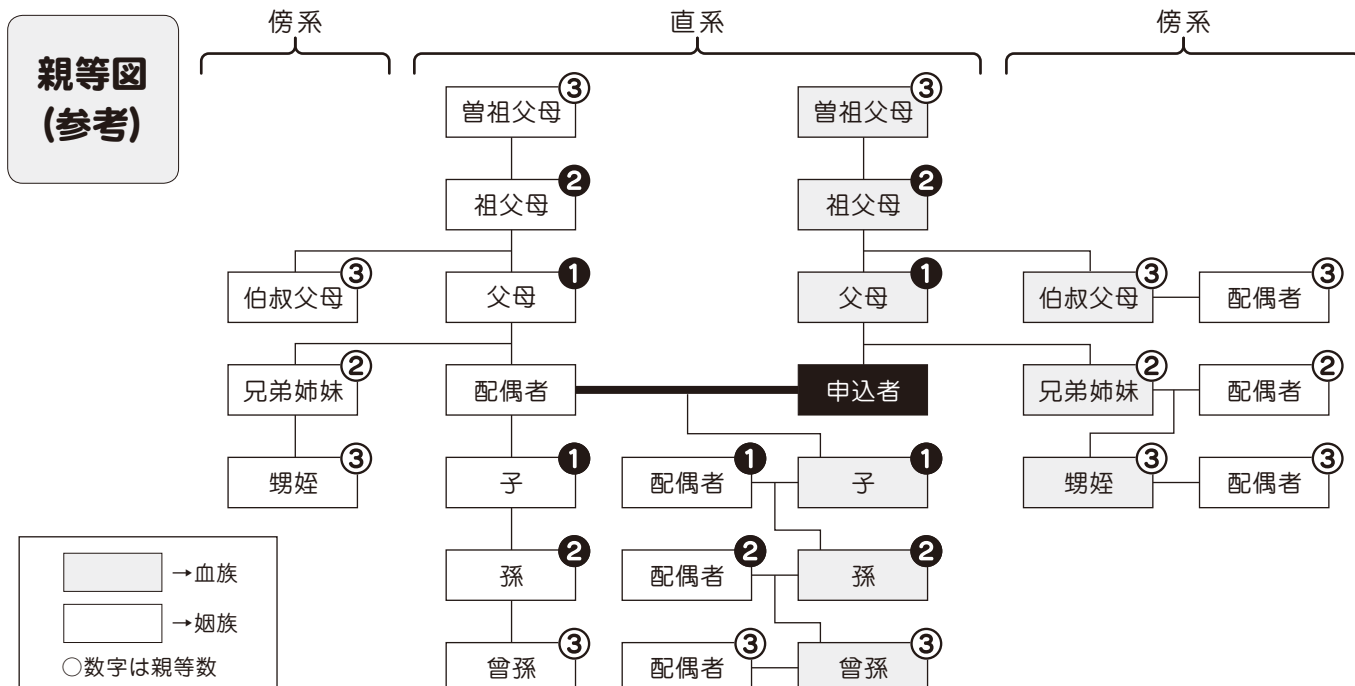 親等図
(参考)
傍系
直系
傍系
曽祖父母 ③
曽祖父母 ③
祖父母 ❷
祖父母 ❷
伯叔父母 ③
父母 ❶
父母 ❶
伯叔父母 ③
配偶者 ③
兄弟姉妹 ②
配偶者
申込者
兄弟姉妹 ②
配偶者 ②
甥姪 ③
子 ❶
配偶者 ❶
子 ❶
甥姪 ③
配偶者 ③
孫 ❷
配偶者 ❷
孫 ❷
曾孫 ③
配偶者 ③
曾孫 ③
→血族
→姻族
○数字は親等数